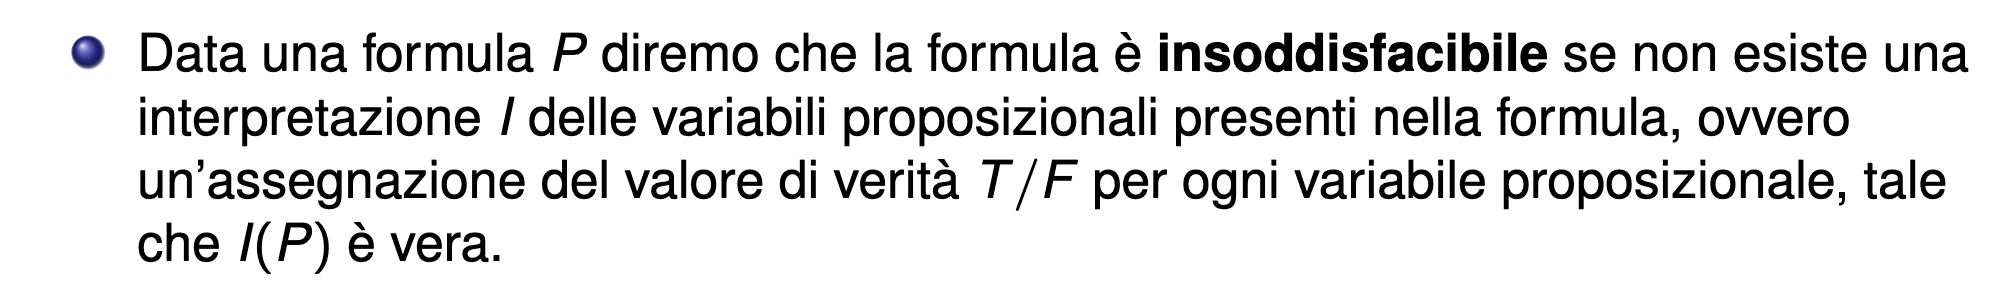 Data una formula P diremo che la formula è insoddisfacibile se non esiste una
interpretazione I delle variabili proposizionali presenti nella formula, ovvero
un'assegnazione del valore di verità T/F per ogni variabile proposizionale, tale
che I(P) è vera.